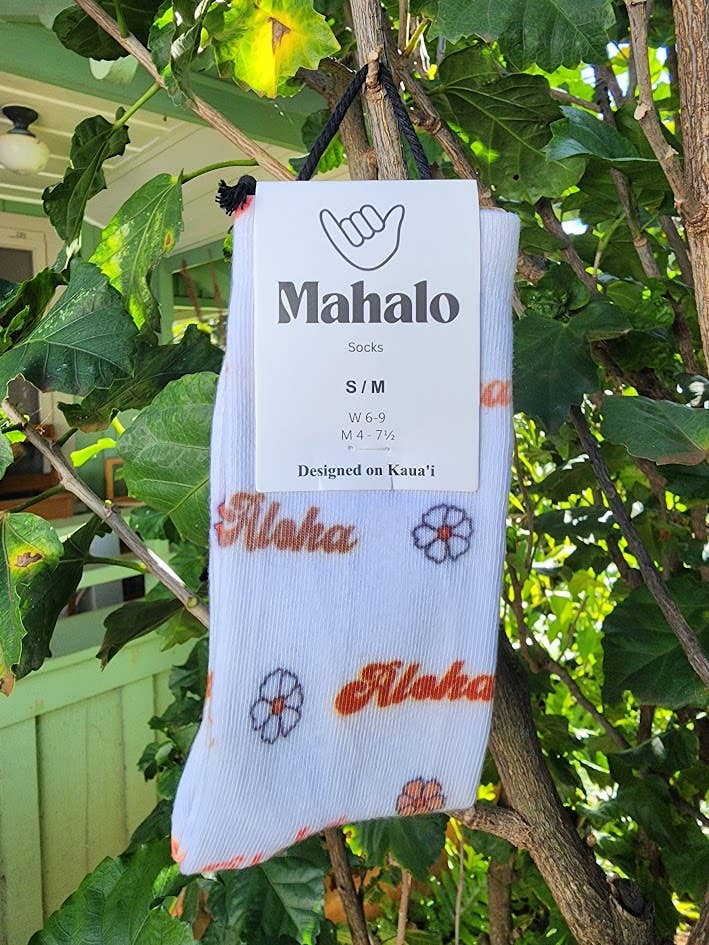 Mahalo
Socks
S / M
W 6-9
M 4 - 7½
Designed on Kaua'i
Aloha
Aloha